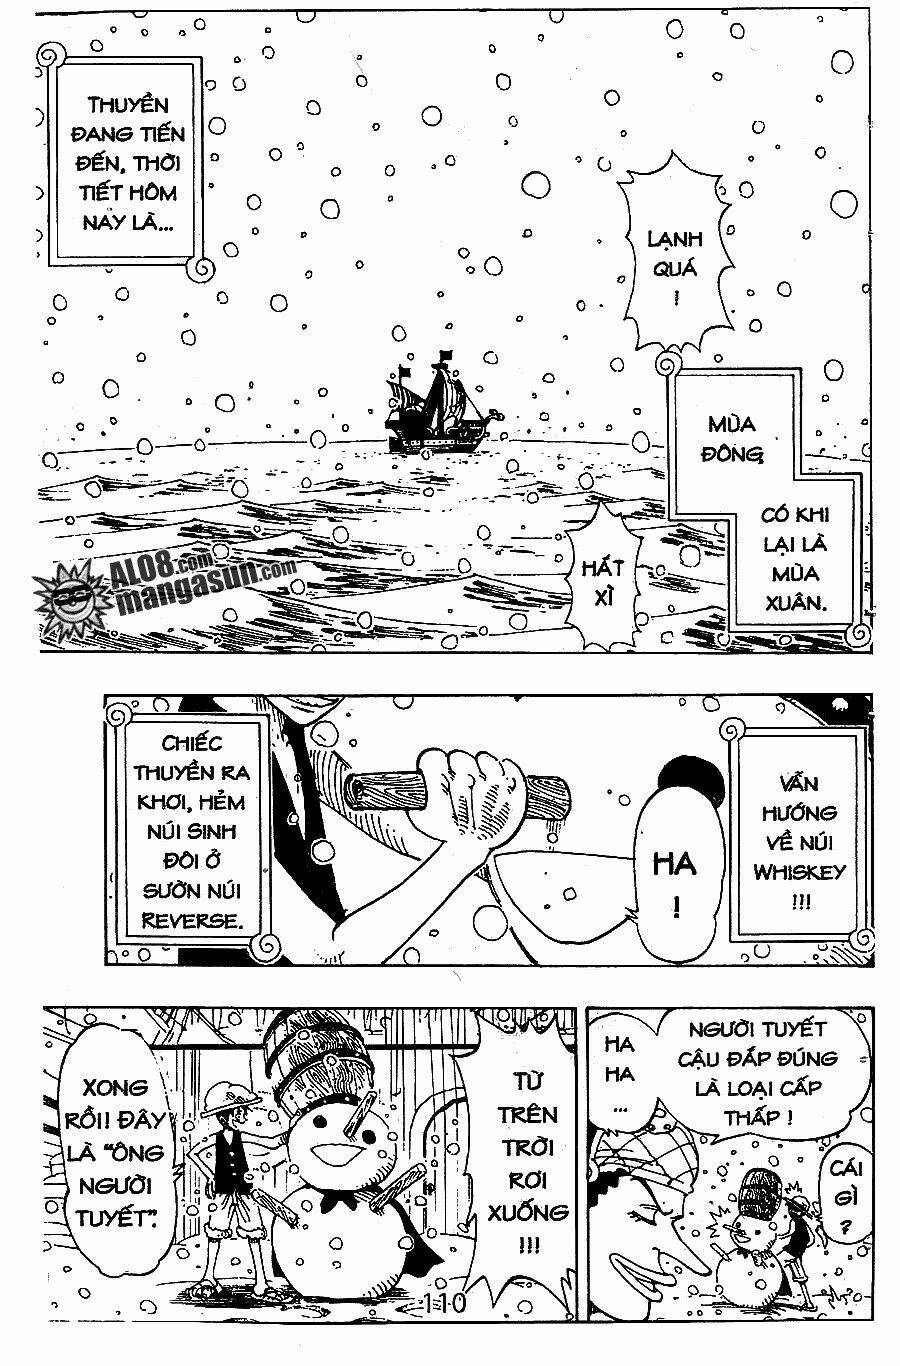 THUYỀN
ĐANG TIẾN
ĐẾN, THỜI
TIẾT HÔM
NAY LÀ...
LẠNH
QUÁ
!
MÙA
ĐÔNG,
CÓ KHI
LẠI LÀ
MÙA
XUÂN.
HẮT
XÌ
AL08.com
mangasun.com
CHIẾC
THUYỀN RA
KHƠI, HẺM
NÚI SINH
ĐÔI Ở
SƯỜN NÚI
REVERSE.
HA
!
VẪN
HƯỚNG
VỀ NÚI
WHISKEY
!!!
XONG
RỒI! ĐÂY
LÀ "ÔNG
NGƯỜI
TUYẾT".
TỪ
TRÊN
TRỜI
RƠI
XUỐNG
!!!
HA
HA
...
NGƯỜI TUYẾT
CẬU ĐẮP ĐÚNG
LÀ LOẠI CẤP
THẤP !
CÁI
GÌ
?
110